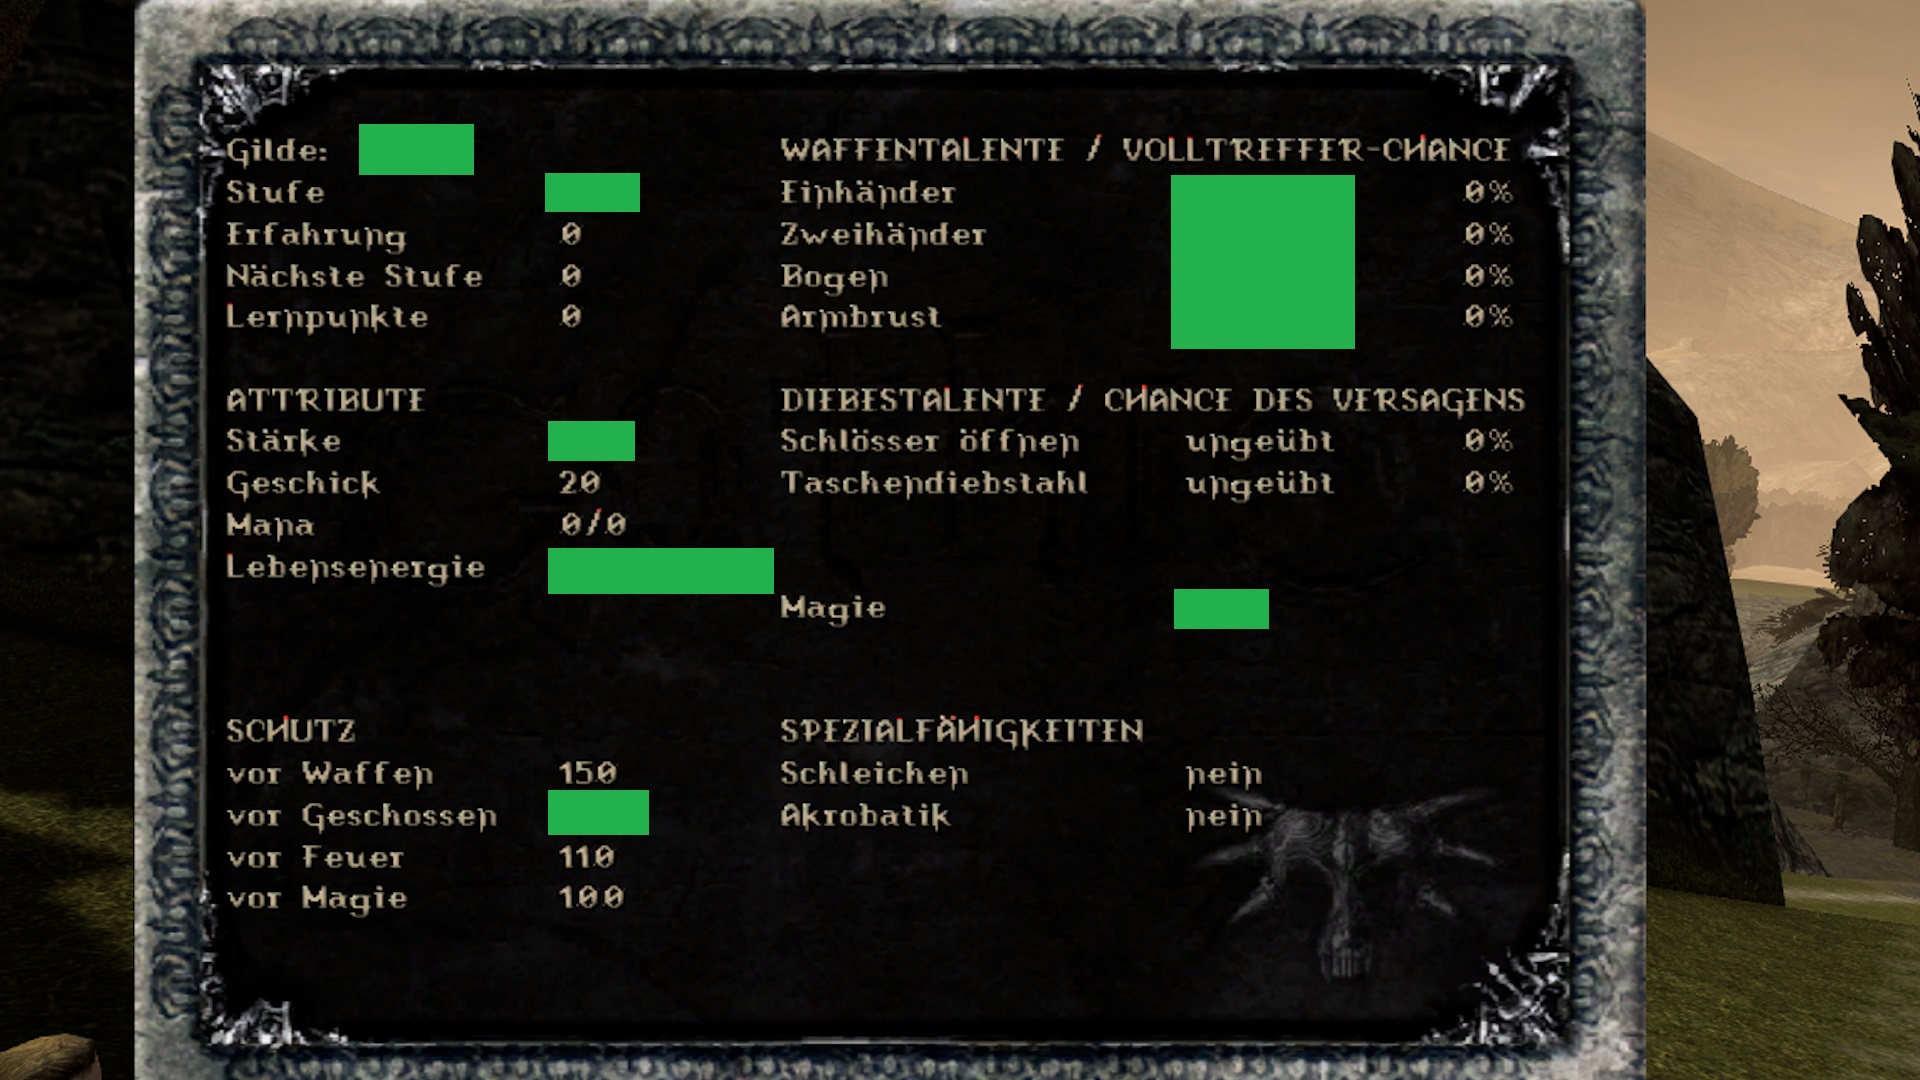 Gilde:
Stufe
Erfahrung 0
Nächste Stufe 0
Lernpunkte 0
ATTRIBUTE
Stärke
Geschick 20
Mana 0/0
Lebensenergie
SCHUTZ
vor Waffen 150
vor Geschossen
vor Feuer 110
vor Magie 100
WAFFENTALENTE / VOLLTREFFER-CHANCE
Einhänder 0%
Zweihänder 0%
Bogen 0%
Armbrust 0%
DIEBESTALENTE / CHANCE DES VERSAGENS
Schlösser öffnen ungeübt 0%
Taschendiebstahl ungeübt 0%
Magie
SPEZIALFÄHIGKEITEN
Schleichen nein
Akrobatik nein